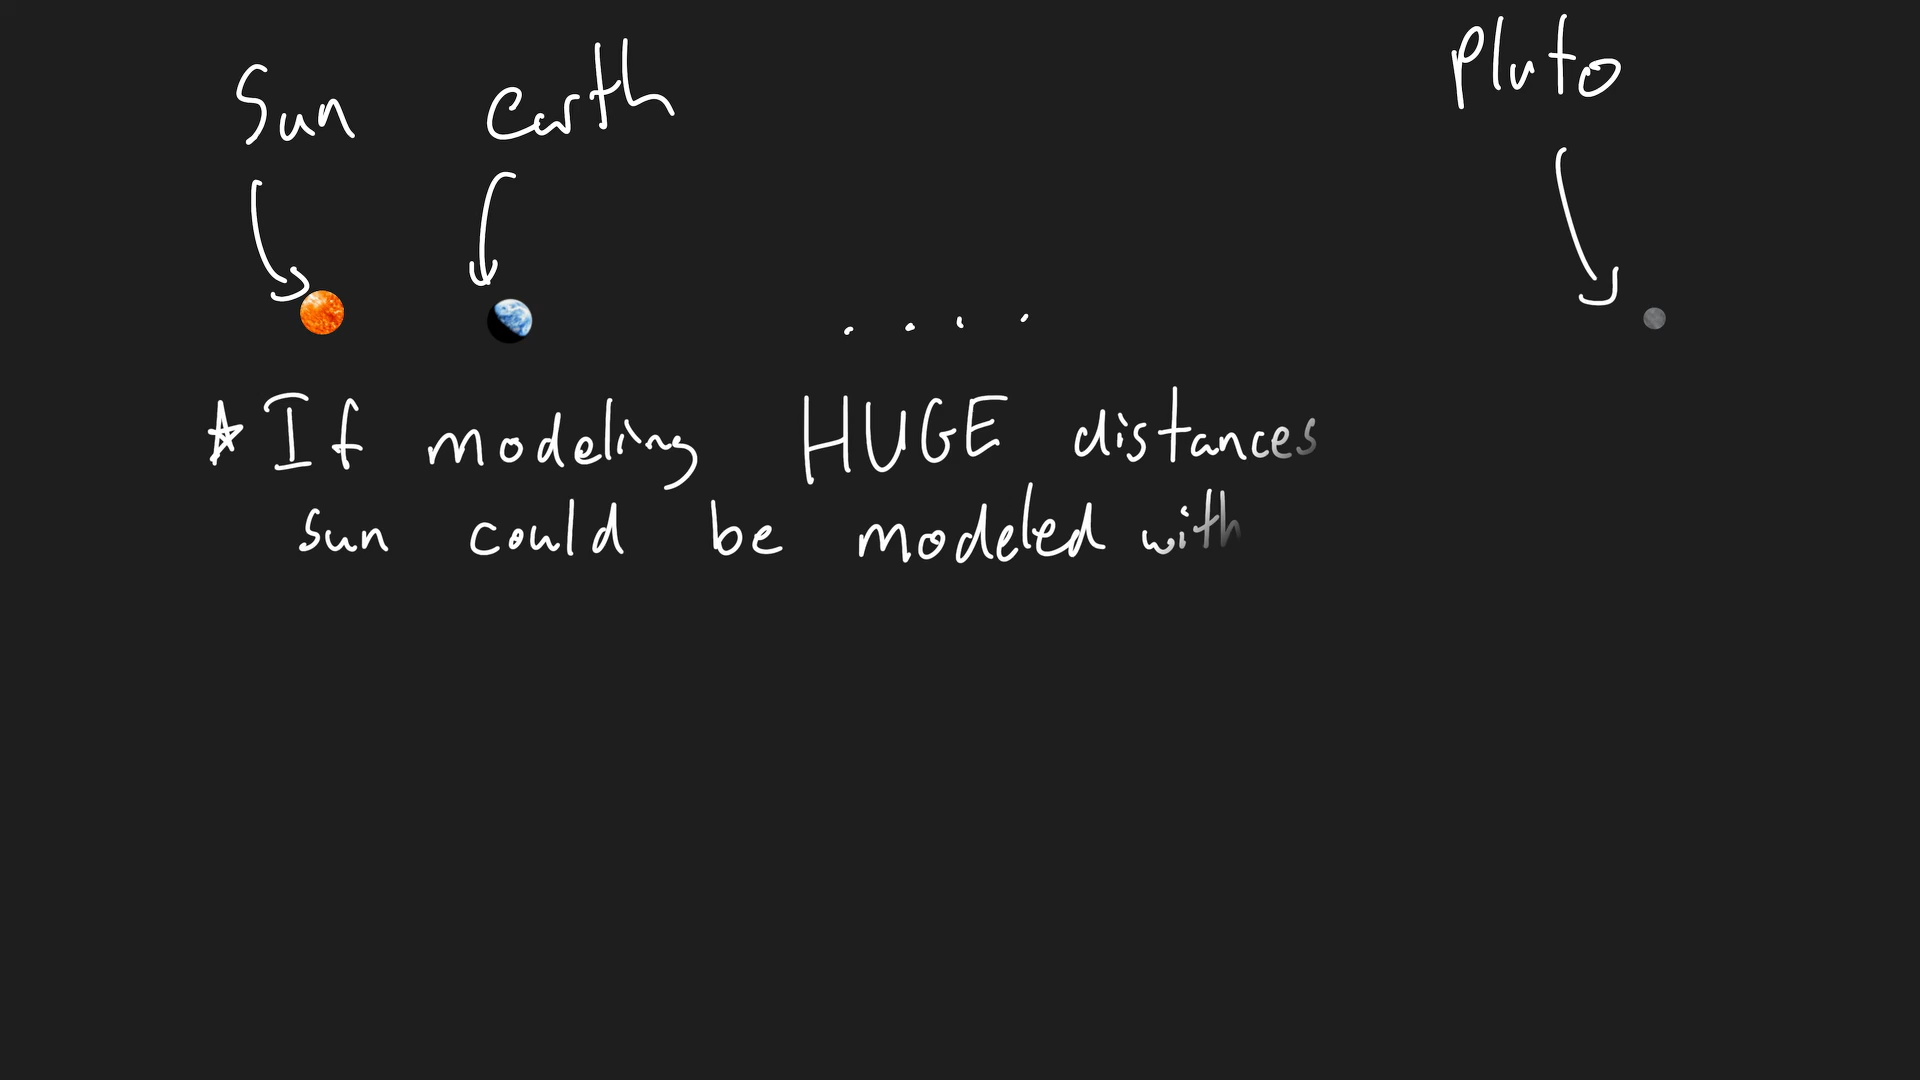 Sun earth Pluto
. . . .
* If modeling HUGE distances
sun could be modeled with